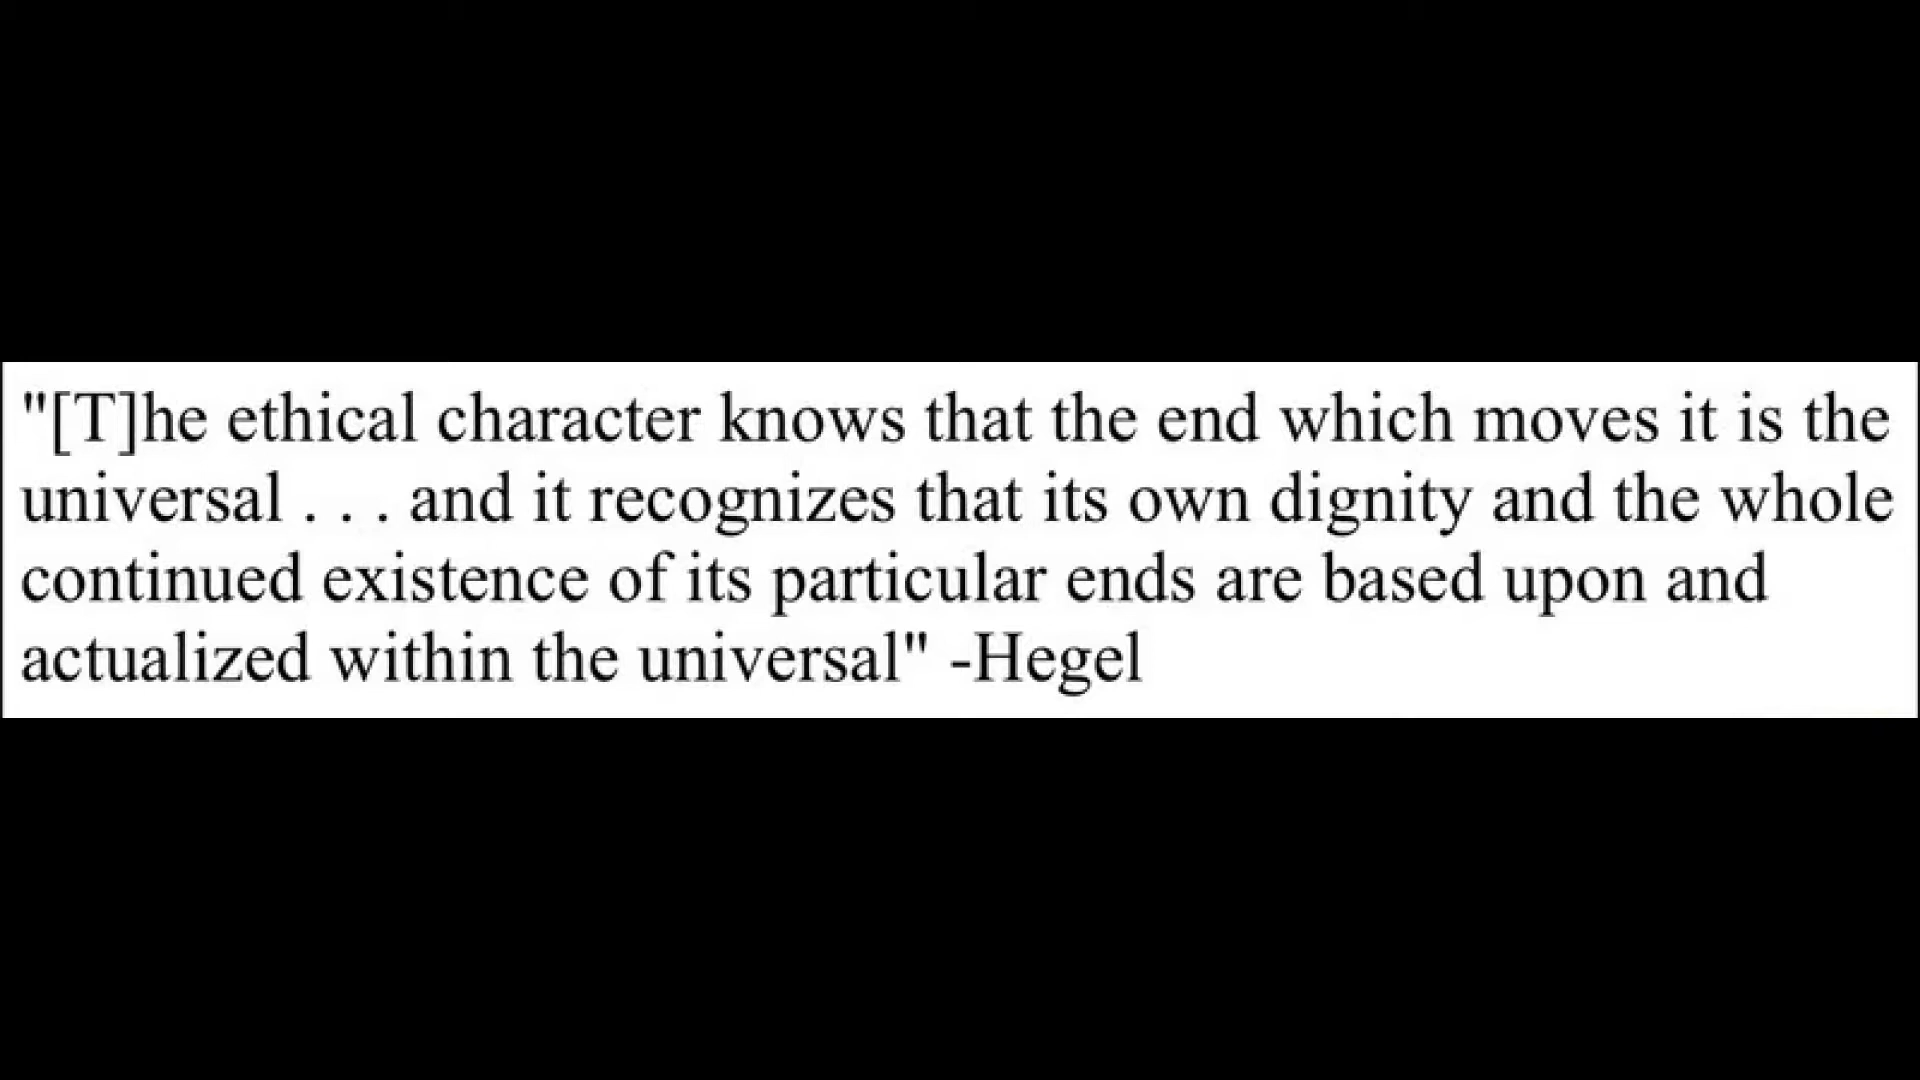 "[T]he ethical character knows that the end which moves it is the
universal . . . and it recognizes that its own dignity and the whole
continued existence of its particular ends are based upon and
actualized within the universal" -Hegel